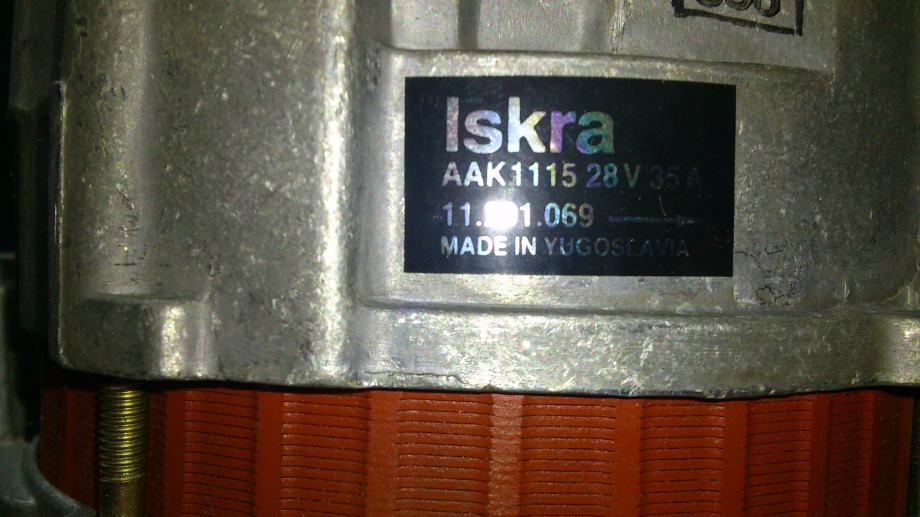 Iskra
AAK1115 28 V 35 A
MADE IN YUGOSLAVIA